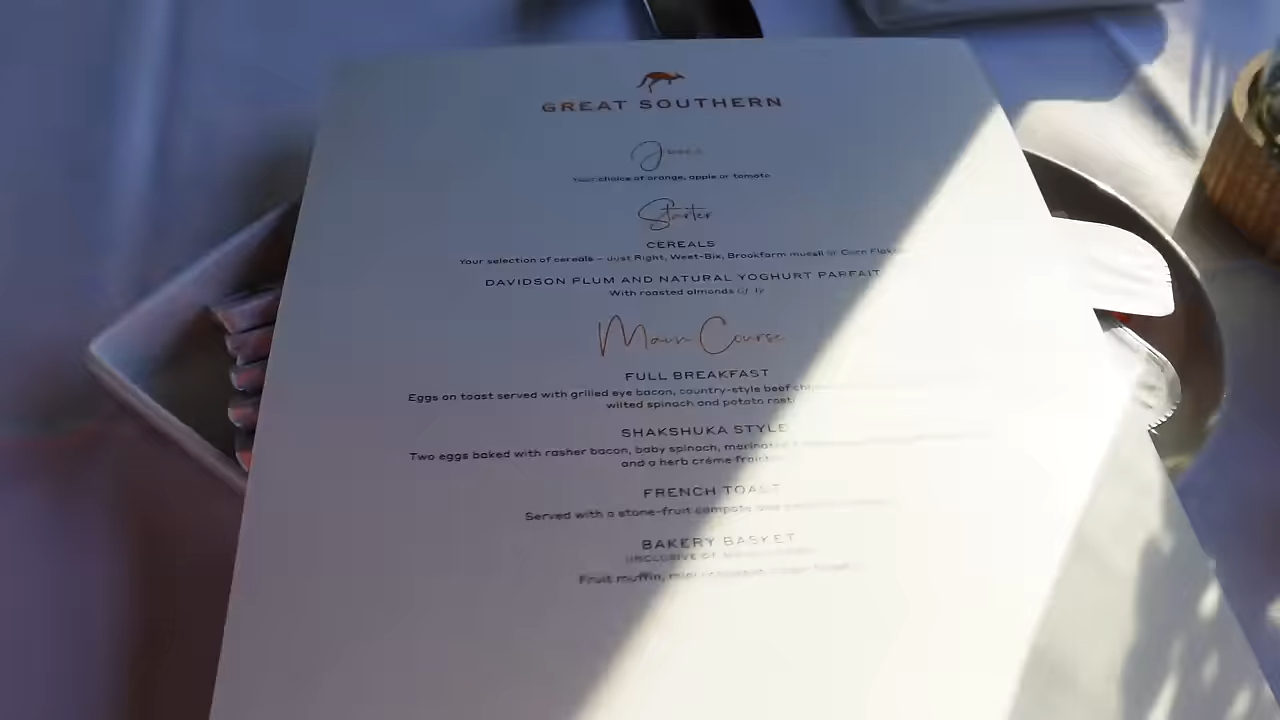 GREAT SOUTHERN
Your choice of orange, apple or tomato
Starter
CEREALS
Your selection of cereals – Just Right, Weet-Bix, Brookfarm muesli or Corn Flakes
DAVIDSON PLUM AND NATURAL YOGHURT PARFAIT
With roasted almonds
Main Course
FULL BREAKFAST
Eggs on toast served with grilled eye bacon, country-style beef
wilted spinach and potato
SHAKSHUKA STYLE
Two eggs baked with rasher bacon, baby spinach,
and a herb créme
FRENCH TOAST
Served with a stone-fruit compote
BAKERY BASKET
Fruit muffin,